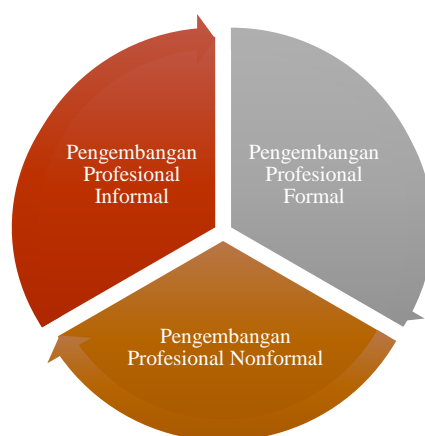 Pengembangan
Profesional
Informal
Pengembangan
Profesional
Formal
Pengembangan
Profesional Nonformal